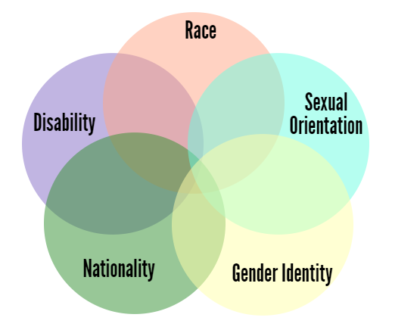 Race
Disability
Sexual
Orientation
Nationality
Gender Identity